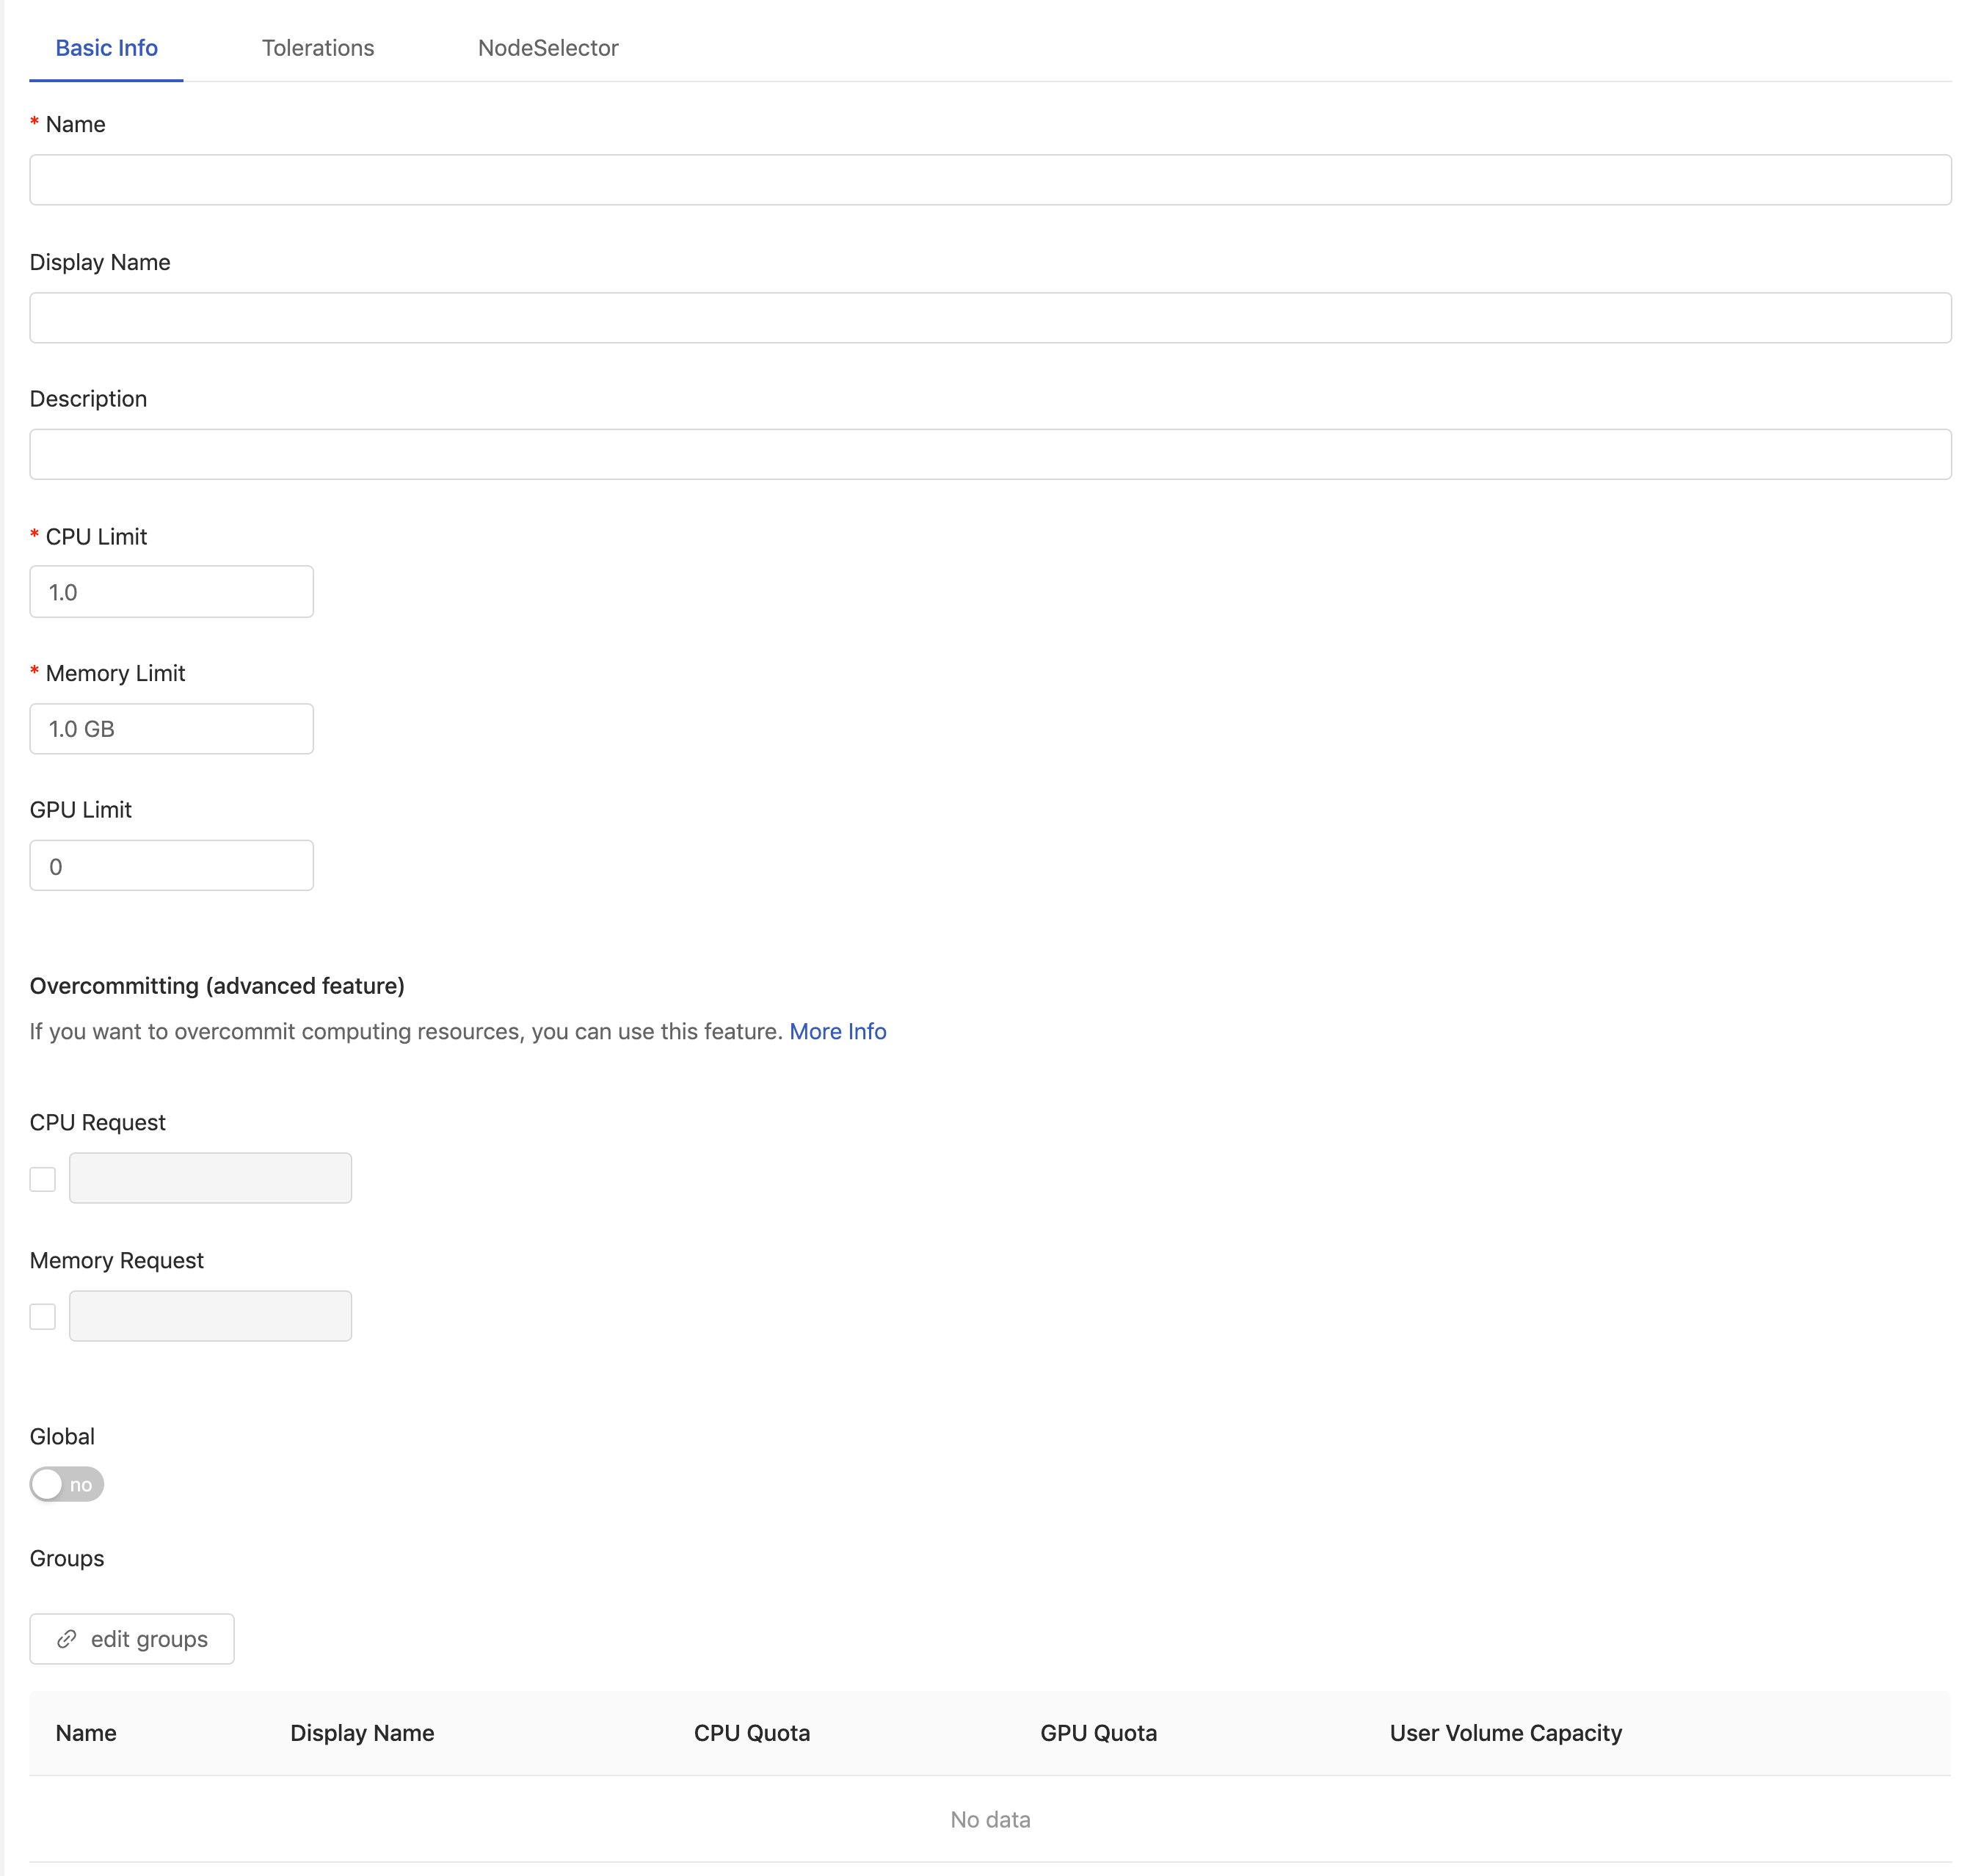 Basic Info Tolerations NodeSelector
* Name
Display Name
Description
* CPU Limit
1.0
* Memory Limit
1.0 GB
GPU Limit
0
Overcommitting (advanced feature)
If you want to overcommit computing resources, you can use this feature. More Info
CPU Request
Memory Request
Global
no
Groups
edit groups
Name Display Name CPU Quota GPU Quota User Volume Capacity
No data